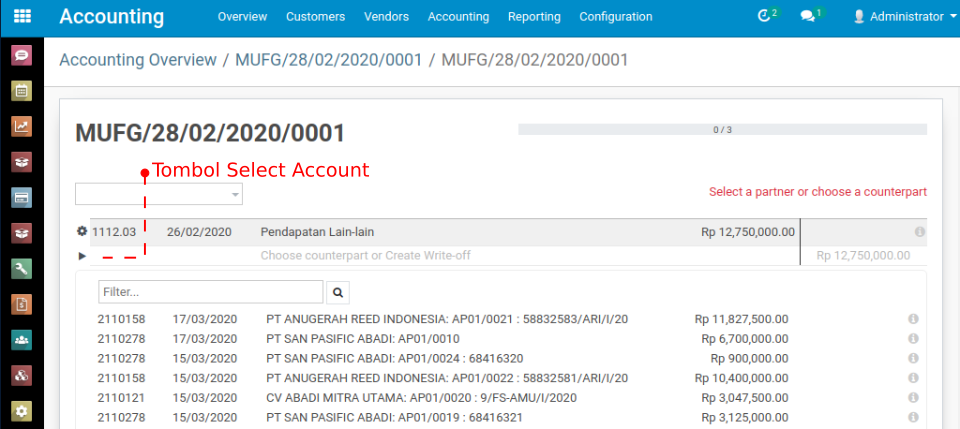 Accounting Overview Customers Vendors Accounting Reporting Configuration 2 1 Administrator
Accounting Overview / MUFG/28/02/2020/0001 / MUFG/28/02/2020/0001
MUFG/28/02/2020/0001
0 / 3
Tombol Select Account
Select a partner or choose a counterpart
1112.03 26/02/2020 Pendapatan Lain-lain Rp 12,750,000.00
Choose counterpart or Create Write-off Rp 12,750,000.00
Filter...
2110158 17/03/2020 PT ANUGERAH REED INDONESIA: AP01/0021 : 58832583/ARI/I/20 Rp 11,827,500.00
2110278 17/03/2020 PT SAN PASIFIC ABADI: AP01/0010 Rp 6,700,000.00
2110278 15/03/2020 PT SAN PASIFIC ABADI: AP01/0024 : 68416320 Rp 900,000.00
2110158 15/03/2020 PT ANUGERAH REED INDONESIA: AP01/0022 : 58832581/ARI/I/20 Rp 10,400,000.00
2110121 15/03/2020 CV ABADI MITRA UTAMA: AP01/0020 : 9/FS-AMU/I/2020 Rp 3,047,500.00
2110278 15/03/2020 PT SAN PASIFIC ABADI: AP01/0019 : 68416321 Rp 3,125,000.00